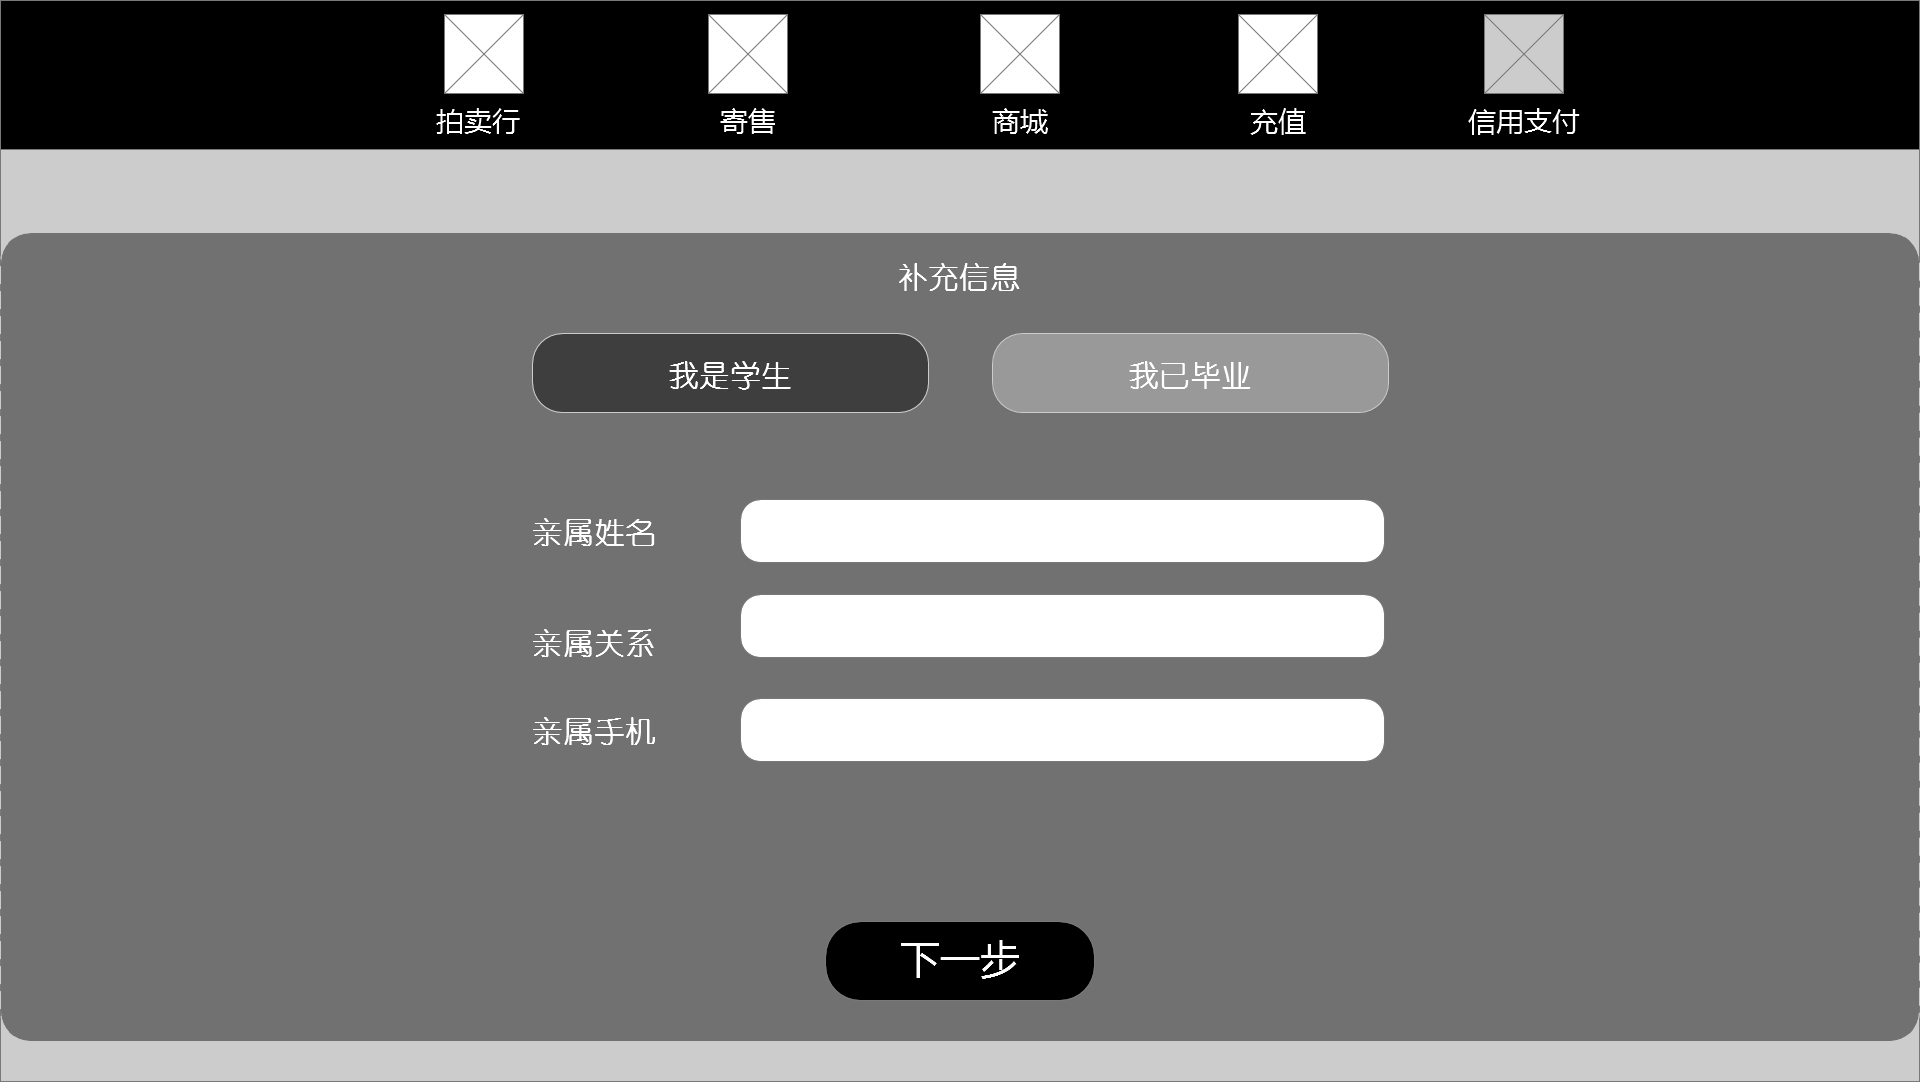 拍卖行 寄售 商城 充值 信用支付
补充信息
我是学生 我已毕业
亲属姓名
亲属关系
亲属手机
下一步